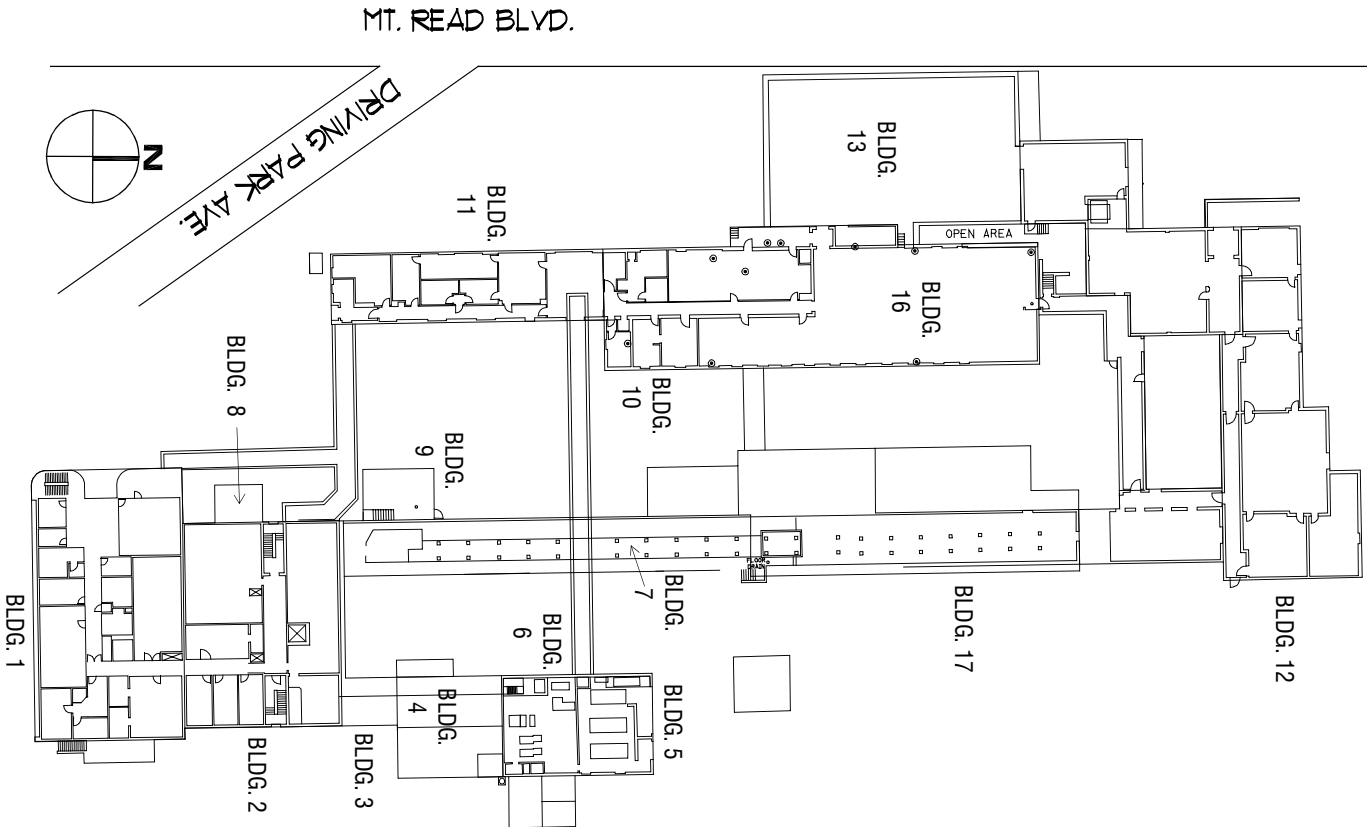 MT. READ BLVD.
DRIVING PARK AVE.
N
BLDG.
13
BLDG.
11
OPEN AREA
BLDG.
16
BLDG. 8
BLDG.
10
BLDG.
9
FLOOR
DRAIN
BLDG.
7
BLDG. 17
BLDG. 12
BLDG. 1
BLDG.
6
BLDG.
4
BLDG. 5
BLDG. 2
BLDG. 3